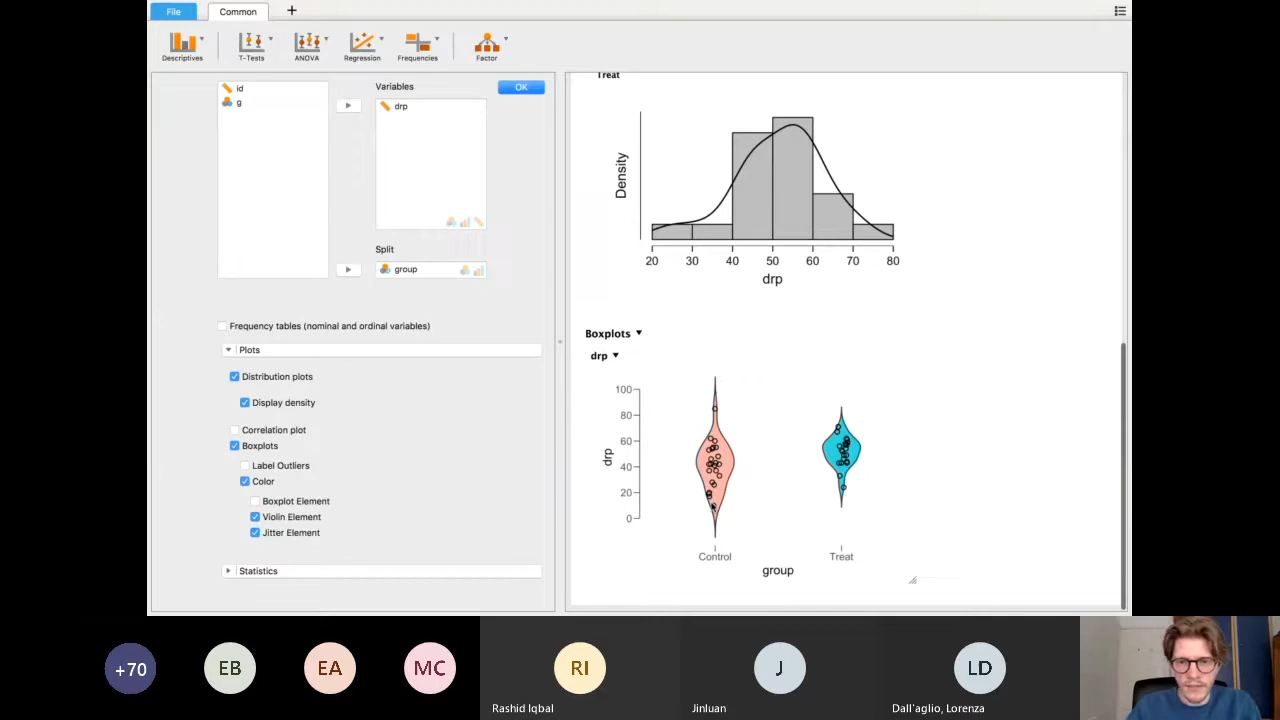 File
Common
+
Descriptives
T-Tests
ANOVA
Regression
Frequencies
Factor
id
g
Variables
OK
drp
Split
group
Frequency tables (nominal and ordinal variables)
Plots
Distribution plots
Display density
Correlation plot
Boxplots
Label Outliers
Color
Boxplot Element
Violin Element
Jitter Element
Statistics
Treat
Density
20 30 40 50 60 70 80
drp
Boxplots
drp
100
80
60
40
20
0
drp
Control Treat
group
+70
EB
EA
MC
RI
J
LD
Rashid Iqbal
Jinluan
Dall'aglio, Lorenza